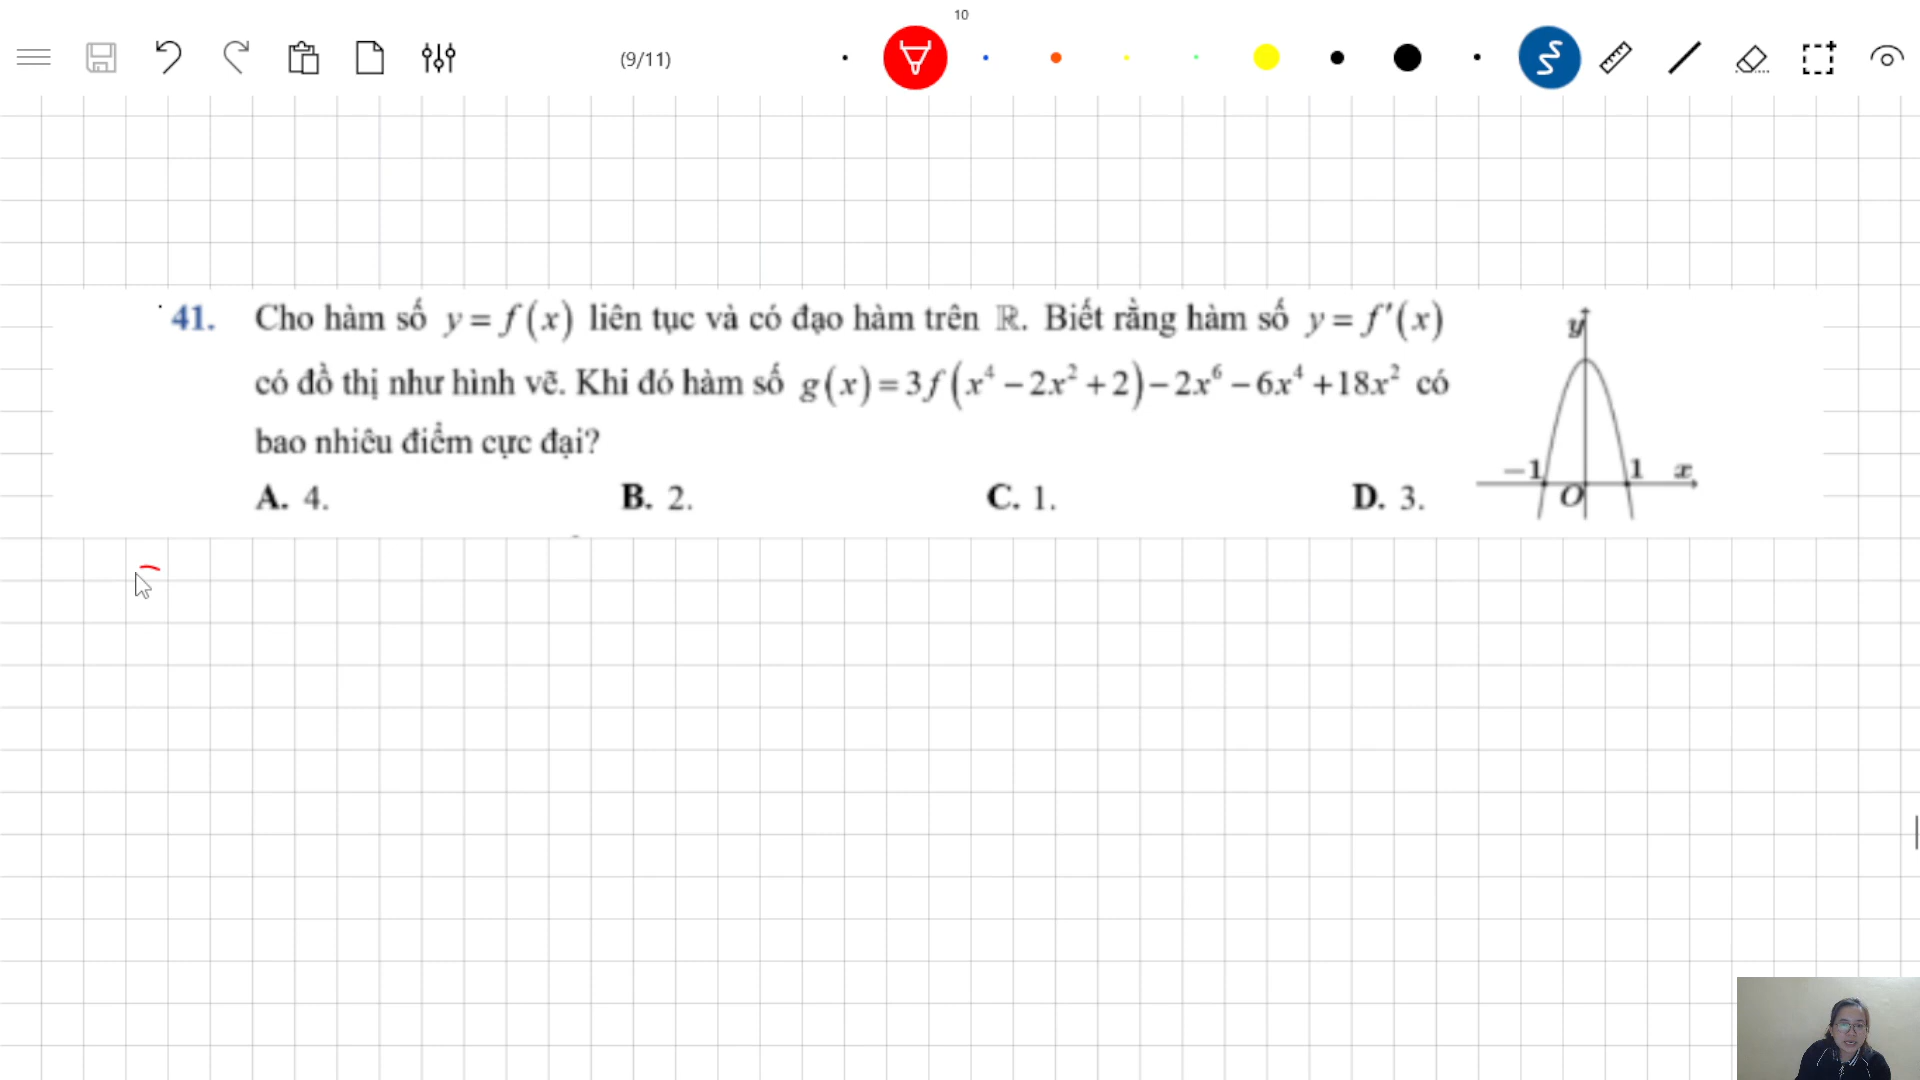 10
(9/11)
41. Cho hàm số y = f(x) liên tục và có đạo hàm trên ℝ. Biết rằng hàm số y = f'(x)
có đồ thị như hình vẽ. Khi đó hàm số g(x) = 3f(x⁴ − 2x² + 2) − 2x⁶ − 6x⁴ + 18x² có
bao nhiêu điểm cực đại?
A. 4. B. 2. C. 1. D. 3.
y
−1 1 x
O